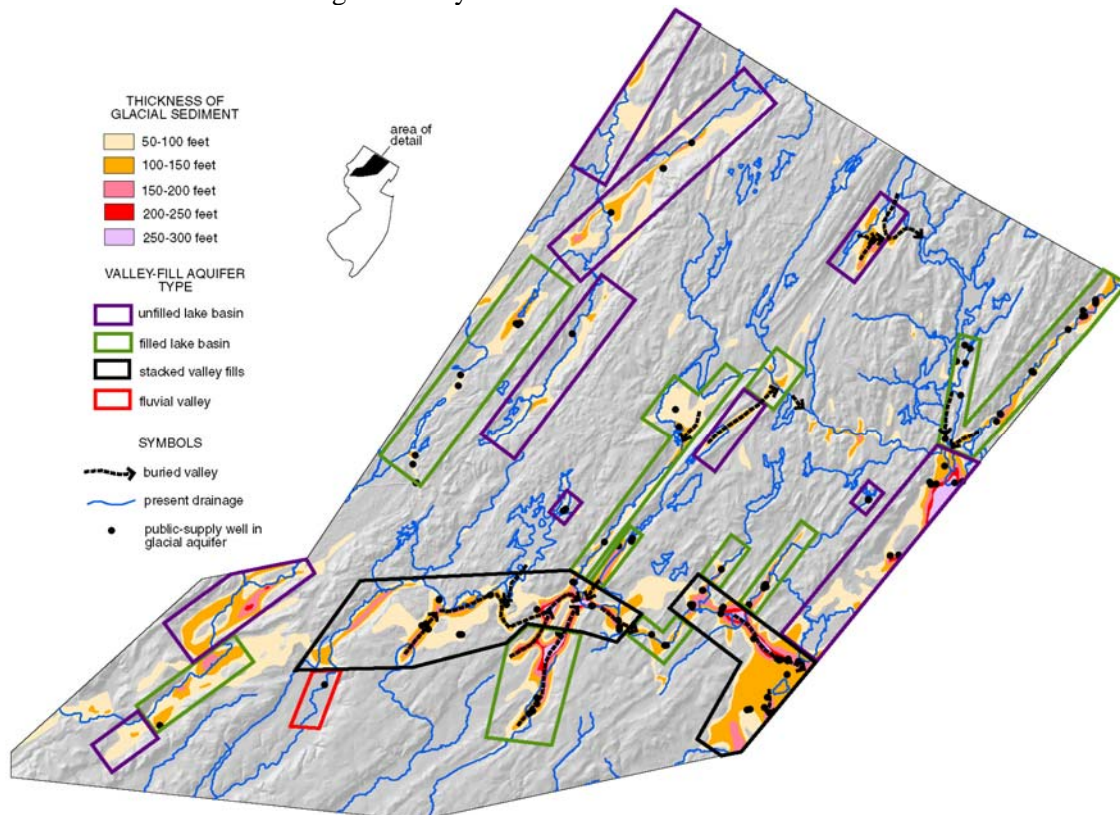 THICKNESS OF
GLACIAL SEDIMENT
50-100 feet
100-150 feet
150-200 feet
200-250 feet
250-300 feet
area of
detail
VALLEY-FILL AQUIFER
TYPE
unfilled lake basin
filled lake basin
stacked valley fills
fluvial valley
SYMBOLS
buried valley
present drainage
public-supply well in
glacial aquifer